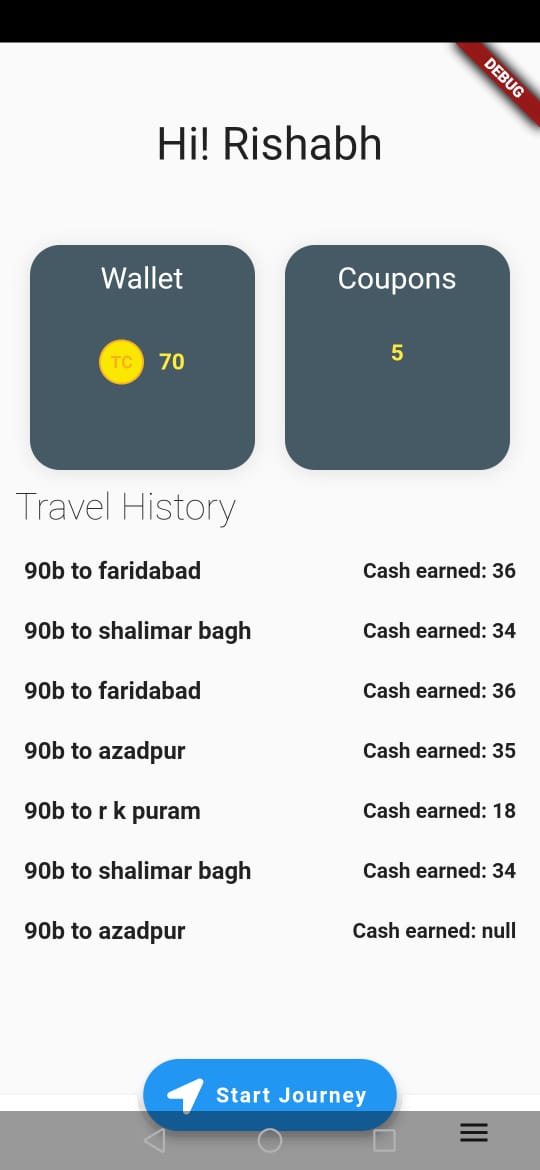 DEBUG
Hi! Rishabh
Wallet
Coupons
TC 70
5
Travel History
90b to faridabad Cash earned: 36
90b to shalimar bagh Cash earned: 34
90b to faridabad Cash earned: 36
90b to azadpur Cash earned: 35
90b to r k puram Cash earned: 18
90b to shalimar bagh Cash earned: 34
90b to azadpur Cash earned: null
Start Journey